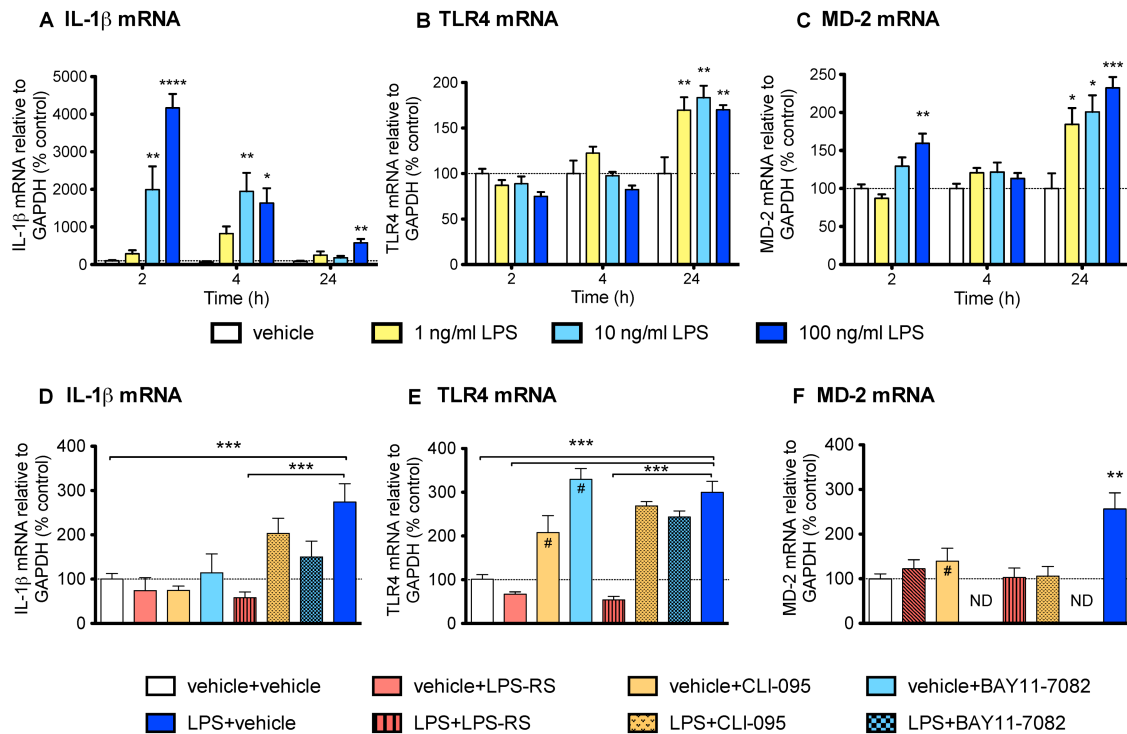 A IL-1β mRNA
IL-1β mRNA relative to
GAPDH (% control)
5000
4000
3000
2000
1000
0
**
****
**
*
**
2
4
24
Time (h)
B TLR4 mRNA
TLR4 mRNA relative to
GAPDH (% control)
200
150
100
50
0
**
**
**
2
4
24
Time (h)
C MD-2 mRNA
MD-2 mRNA relative to
GAPDH (% control)
250
200
150
100
50
0
**
*
*
***
2
4
24
Time (h)
vehicle
1 ng/ml LPS
10 ng/ml LPS
100 ng/ml LPS
D IL-1β mRNA
IL-1β mRNA relative to
GAPDH (% control)
400
300
200
100
0
***
***
E TLR4 mRNA
TLR4 mRNA relative to
GAPDH (% control)
400
300
200
100
0
***
***
#
#
F MD-2 mRNA
MD-2 mRNA relative to
GAPDH (% control)
400
300
200
100
0
#
ND
ND
**
vehicle+vehicle
vehicle+LPS-RS
vehicle+CLI-095
vehicle+BAY11-7082
LPS+vehicle
LPS+LPS-RS
LPS+CLI-095
LPS+BAY11-7082